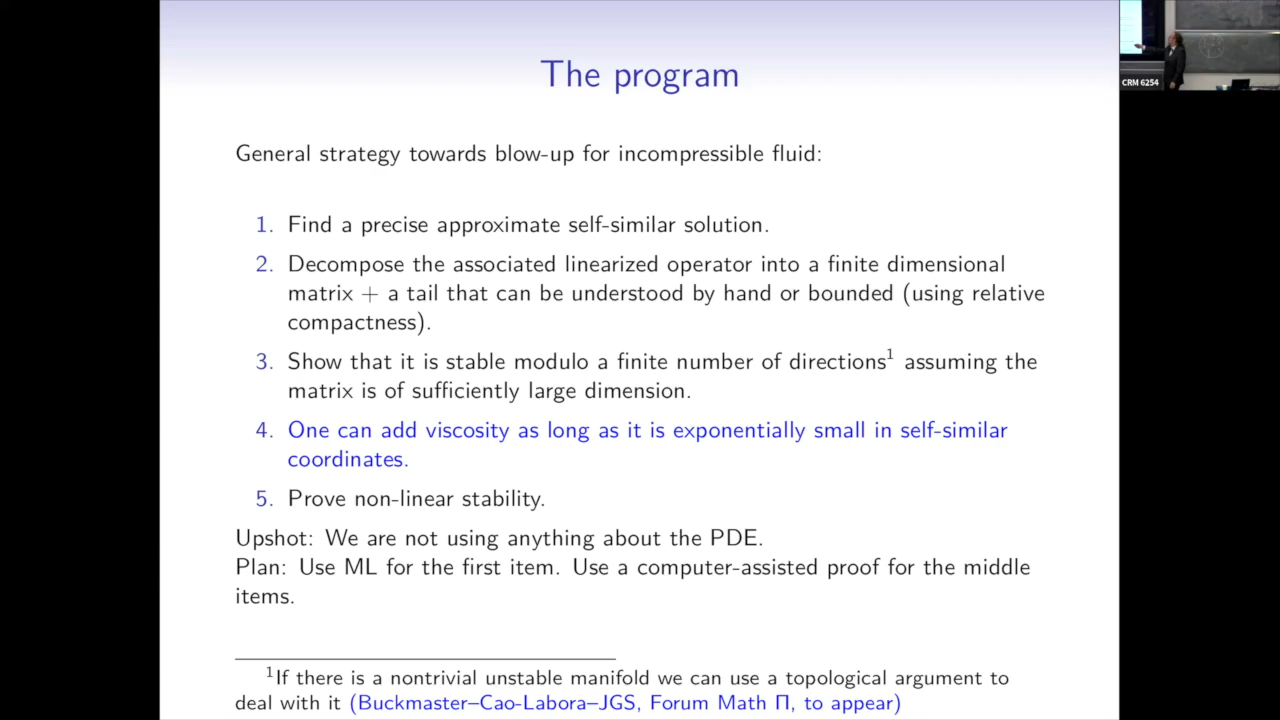 The program
CRM 6254
General strategy towards blow-up for incompressible fluid:
1. Find a precise approximate self-similar solution.
2. Decompose the associated linearized operator into a finite dimensional
matrix + a tail that can be understood by hand or bounded (using relative
compactness).
3. Show that it is stable modulo a finite number of directions¹ assuming the
matrix is of sufficiently large dimension.
4. One can add viscosity as long as it is exponentially small in self-similar
coordinates.
5. Prove non-linear stability.
Upshot: We are not using anything about the PDE.
Plan: Use ML for the first item. Use a computer-assisted proof for the middle
items.
¹If there is a nontrivial unstable manifold we can use a topological argument to
deal with it (Buckmaster–Cao-Labora–JGS, Forum Math Π, to appear)